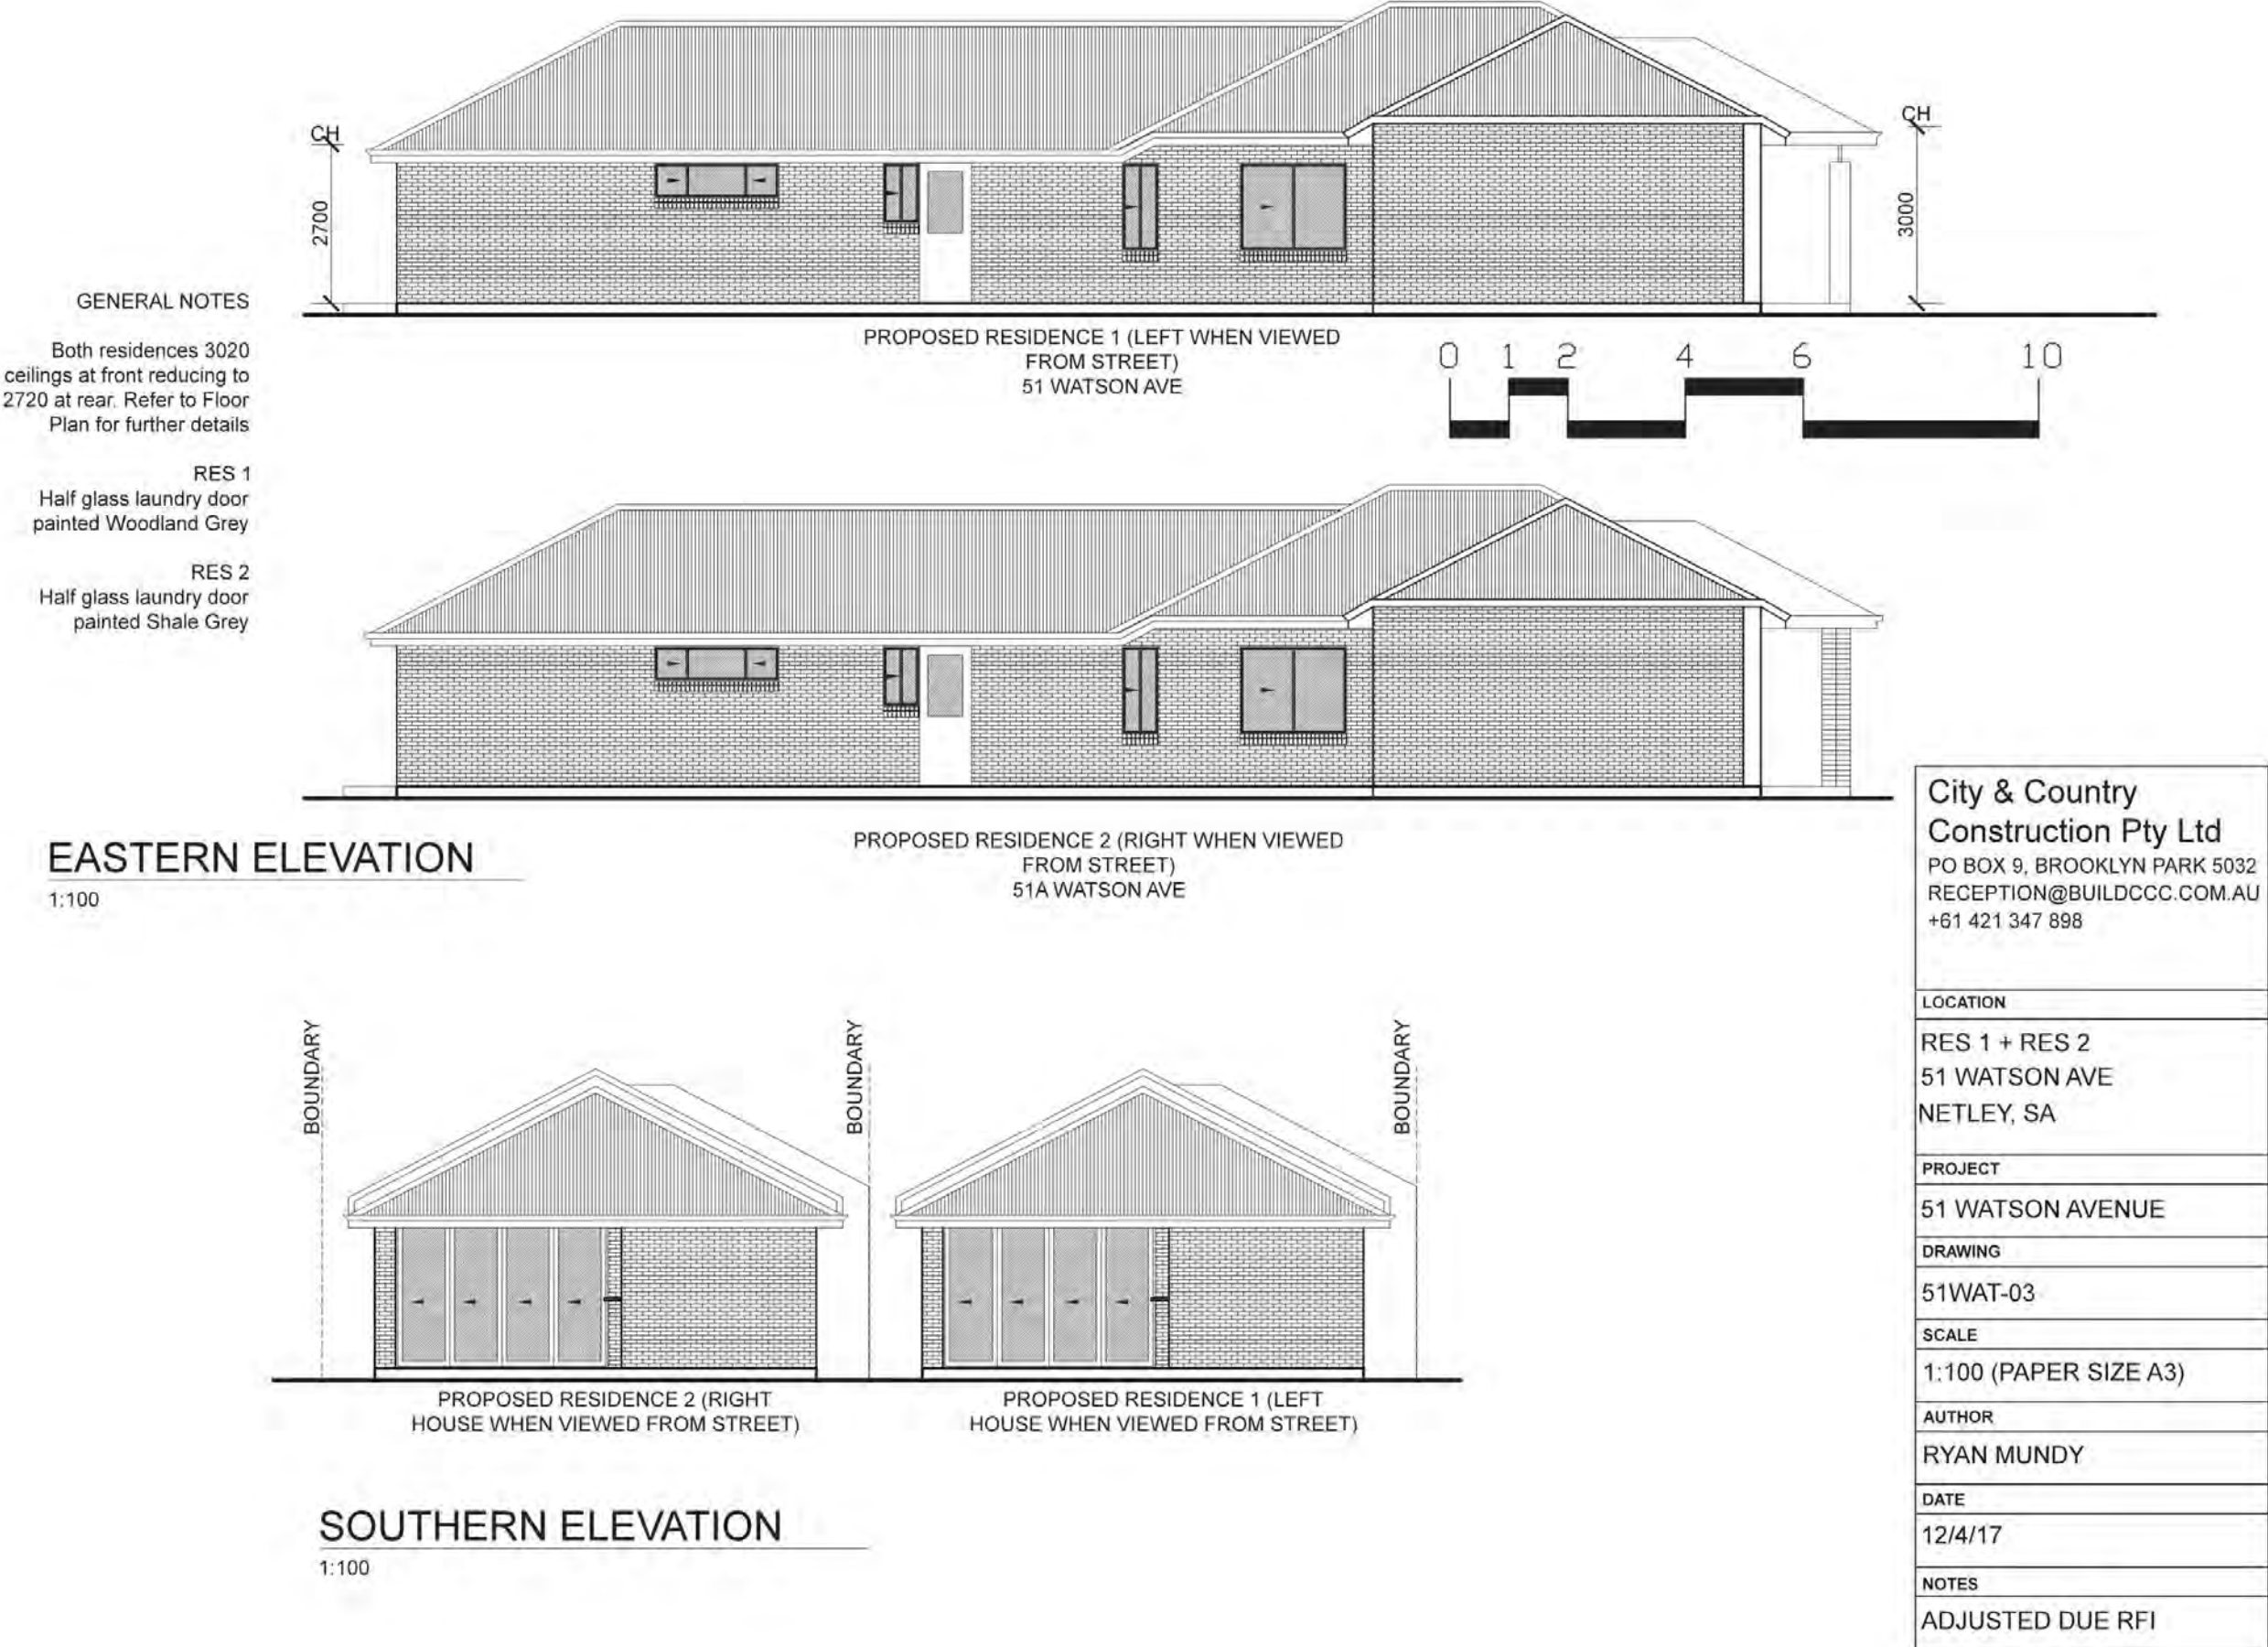 CH
2700
CH
3000
GENERAL NOTES
Both residences 3020
ceilings at front reducing to
2720 at rear. Refer to Floor
Plan for further details
RES 1
Half glass laundry door
painted Woodland Grey
RES 2
Half glass laundry door
painted Shale Grey
PROPOSED RESIDENCE 1 (LEFT WHEN VIEWED
FROM STREET)
51 WATSON AVE
0 1 2 4 6 10
EASTERN ELEVATION
1:100
PROPOSED RESIDENCE 2 (RIGHT WHEN VIEWED
FROM STREET)
51A WATSON AVE
BOUNDARY
BOUNDARY
BOUNDARY
PROPOSED RESIDENCE 2 (RIGHT
HOUSE WHEN VIEWED FROM STREET)
PROPOSED RESIDENCE 1 (LEFT
HOUSE WHEN VIEWED FROM STREET)
SOUTHERN ELEVATION
1:100
City & Country
Construction Pty Ltd
PO BOX 9, BROOKLYN PARK 5032
RECEPTION@BUILDCCC.COM.AU
+61 421 347 898
LOCATION
RES 1 + RES 2
51 WATSON AVE
NETLEY, SA
PROJECT
51 WATSON AVENUE
DRAWING
51WAT-03
SCALE
1:100 (PAPER SIZE A3)
AUTHOR
RYAN MUNDY
DATE
12/4/17
NOTES
ADJUSTED DUE RFI